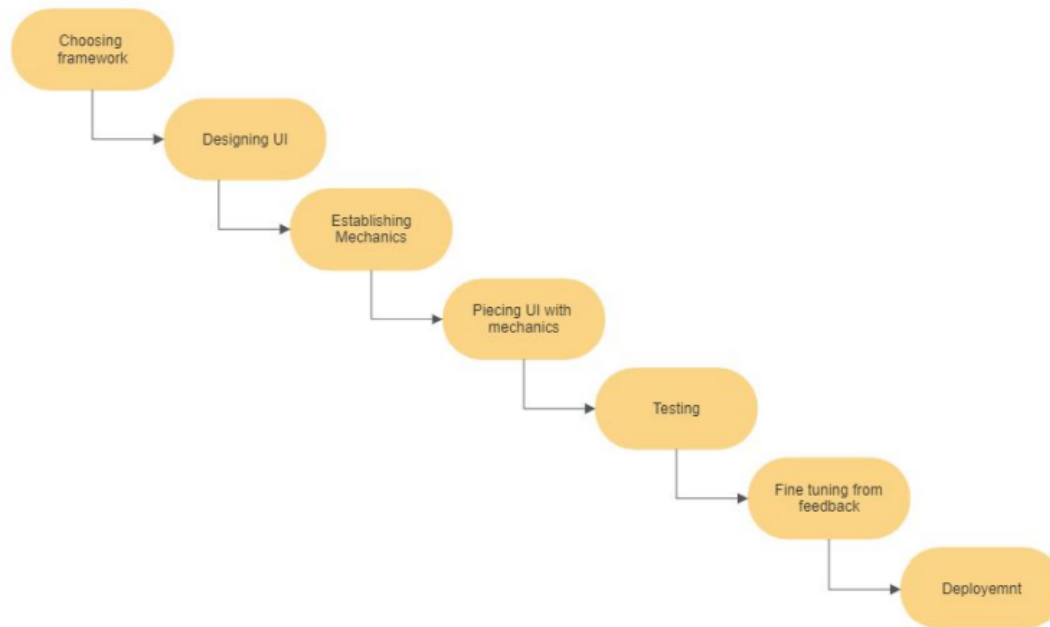 Choosing
framework
Designing UI
Establishing
Mechanics
Piecing UI with
mechanics
Testing
Fine tuning from
feedback
Deployemnt